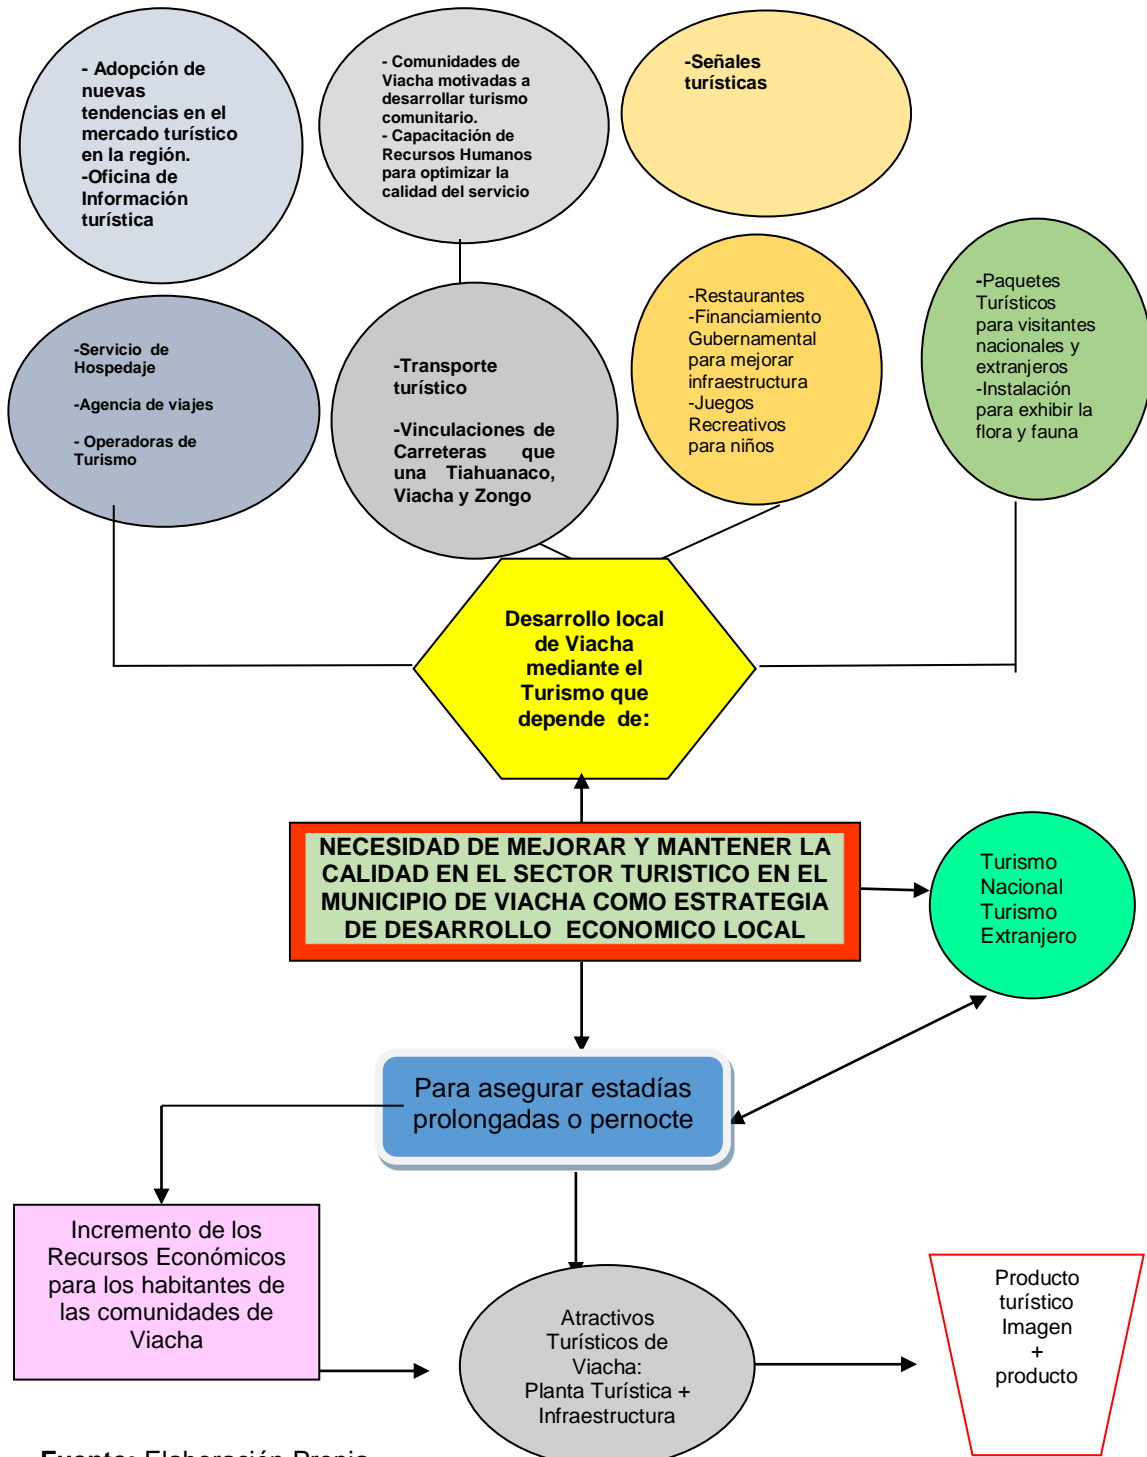 - Adopción de
nuevas
tendencias en el
mercado turístico
en la región.
-Oficina de
Información
turística
- Comunidades de
Viacha motivadas a
desarrollar turismo
comunitario.
- Capacitación de
Recursos Humanos
para optimizar la
calidad del servicio
-Señales
turísticas
-Servicio de
Hospedaje
-Agencia de viajes
- Operadoras de
Turismo
-Transporte
turístico
-Vinculaciones de
Carreteras que
una Tiahuanaco,
Viacha y Zongo
-Restaurantes
-Financiamiento
Gubernamental
para mejorar
infraestructura
-Juegos
Recreativos
para niños
-Paquetes
Turísticos
para visitantes
nacionales y
extranjeros
-Instalación
para exhibir la
flora y fauna
Desarrollo local
de Viacha
mediante el
Turismo que
depende de:
NECESIDAD DE MEJORAR Y MANTENER LA
CALIDAD EN EL SECTOR TURISTICO EN EL
MUNICIPIO DE VIACHA COMO ESTRATEGIA
DE DESARROLLO ECONOMICO LOCAL
Turismo
Nacional
Turismo
Extranjero
Para asegurar estadías
prolongadas o pernocte
Incremento de los
Recursos Económicos
para los habitantes de
las comunidades de
Viacha
Atractivos
Turísticos de
Viacha:
Planta Turística +
Infraestructura
Producto
turístico
Imagen
+
producto
Fuente: Elaboración Propia